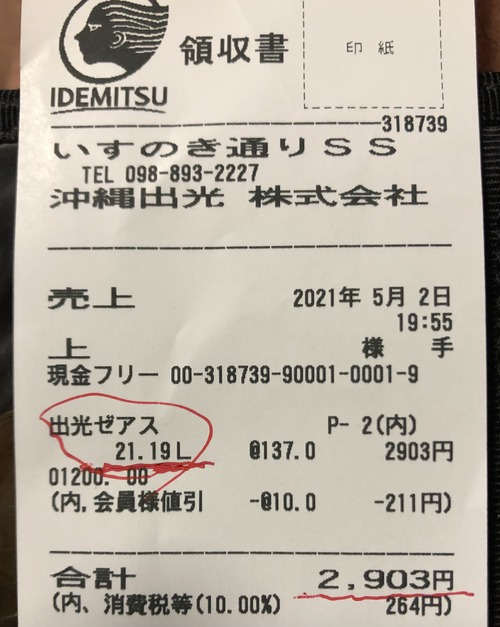 IDEMITSU
領収書
印 紙
318739
いすのき通りSS
TEL 098-893-2227
沖縄出光 株式会社
売上 2021年 5月 2日
19:55
上 様 手
現金フリー 00-318739-90001-0001-9
出光ゼアス P- 2(内)
21.19L @137.0 2903円
01200. 00
(内,会員様値引 -@10.0 -211円)
合計 2,903円
(内、消費税等(10.00%) 264円)